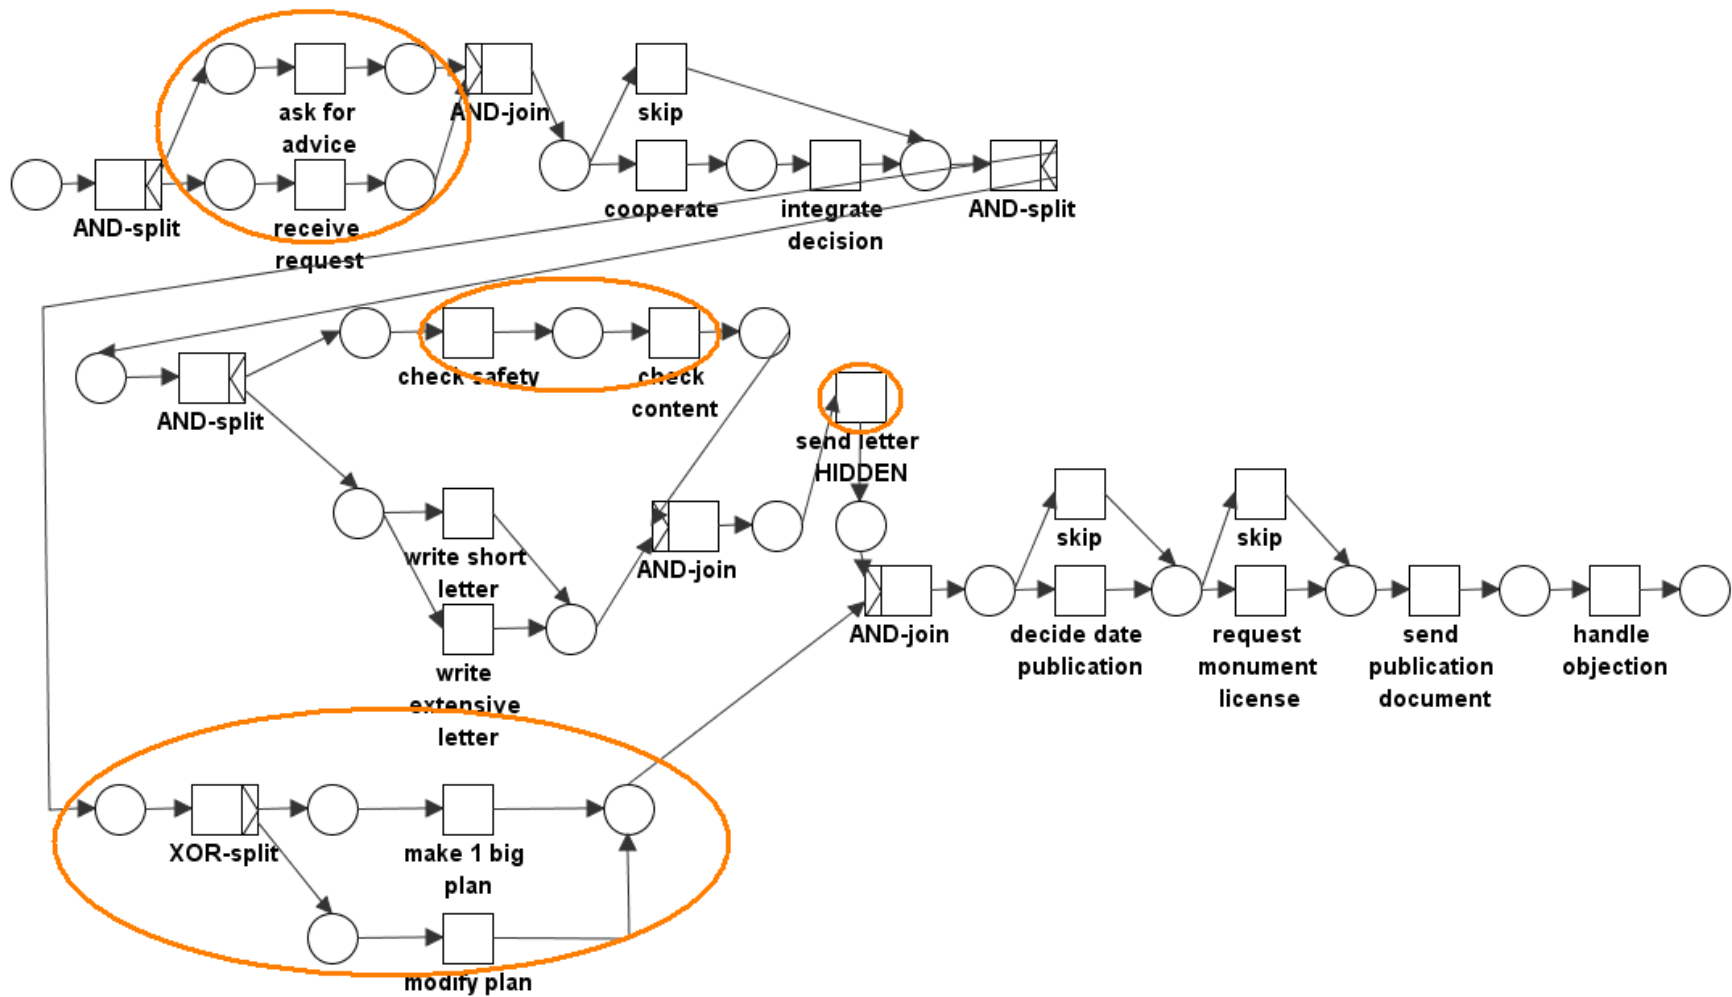 ask for
advice
AND-join
skip
AND-split
receive
request
cooperate
integrate
decision
AND-split
check safety
check
content
AND-split
send letter
HIDDEN
write short
letter
AND-join
skip
skip
write
extensive
letter
AND-join
decide date
publication
request
monument
license
send
publication
document
handle
objection
XOR-split
make 1 big
plan
modify plan